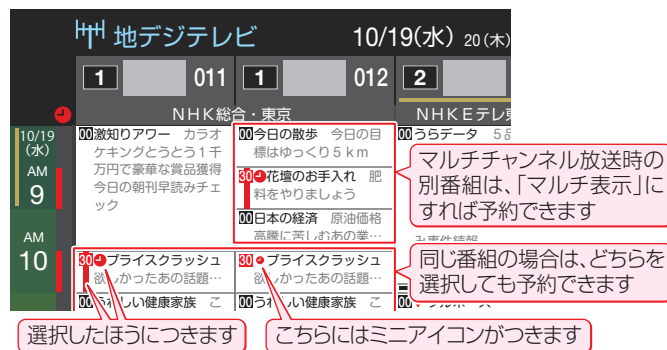 地デジテレビ 10/19(水) 20(木)
1 011 1 012 2
NHK総合・東京 NHKEテレ
10/19
(水)
AM
9
AM
10
00激知りアワー カラオ
ケキングとうとう1千
万円で豪華な賞品獲得
今日の朝刊早読みチェ
ック
00今日の散歩 今日の目
標はゆっくり5km
30花壇のお手入れ 肥
料をやりましょう
00日本の経済 原油価格
高騰に苦しむあの業…
00うらデータ
マルチチャンネル放送時の
別番組は、「マルチ表示」に
すれば予約できます
30プライスクラッシュ
欲しかったあの話題…
00うれしい健康家族 こ
30プライスクラッシュ
欲しかったあの話題…
00うれしい健康家族 こ
同じ番組の場合は、どちらを
選択しても予約できます
選択したほうにつきます
こちらにはミニアイコンがつきます